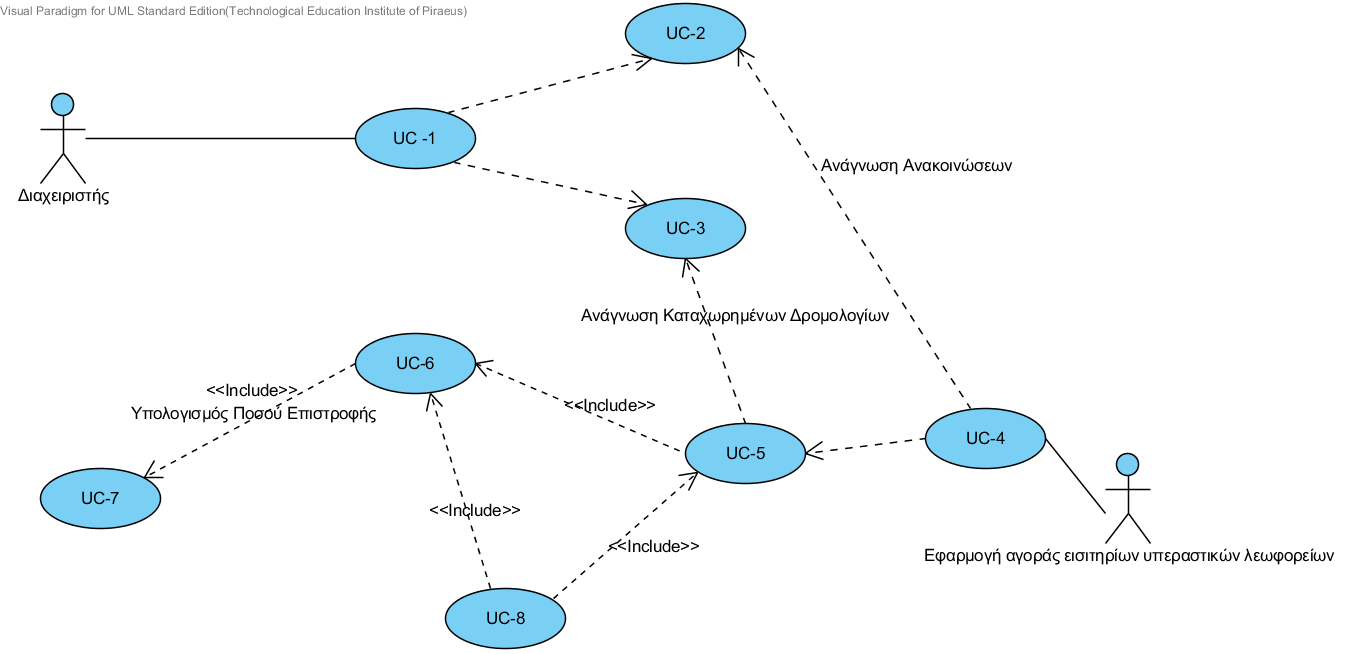 Visual Paradigm for UML Standard Edition(Technological Education Institute of Piraeus)
UC-2
UC -1
Ανάγνωση Ανακοινώσεων
Διαχειριστής
UC-3
Ανάγνωση Καταχωρημένων Δρομολογίων
UC-6
<<Include>>
<<Include>>
Υπολογισμός Ποσού Επιστροφής
UC-4
UC-5
UC-7
<<Include>>
<<Include>>
Εφαρμογή αγοράς εισιτηρίων υπεραστικών λεωφορείων
UC-8